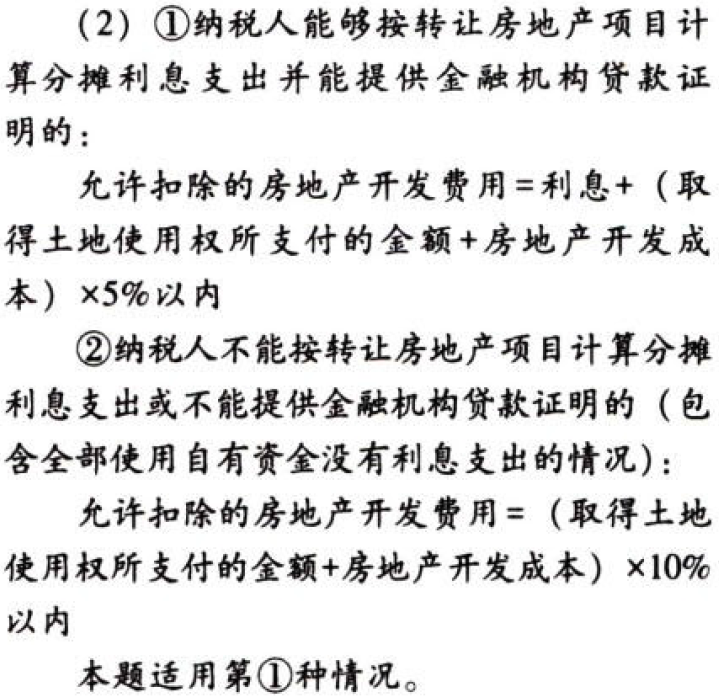 （2）①纳税人能够按转让房地产项目计
算分摊利息支出并能提供金融机构贷款证
明的：
允许扣除的房地产开发费用=利息+（取
得土地使用权所支付的金额+房地产开发成
本）×5%以内
②纳税人不能按转让房地产项目计算分摊
利息支出或不能提供金融机构贷款证明的（包
含全部使用自有资金没有利息支出的情况）：
允许扣除的房地产开发费用=（取得土地
使用权所支付的金额+房地产开发成本）×10%
以内
本题适用第①种情况。